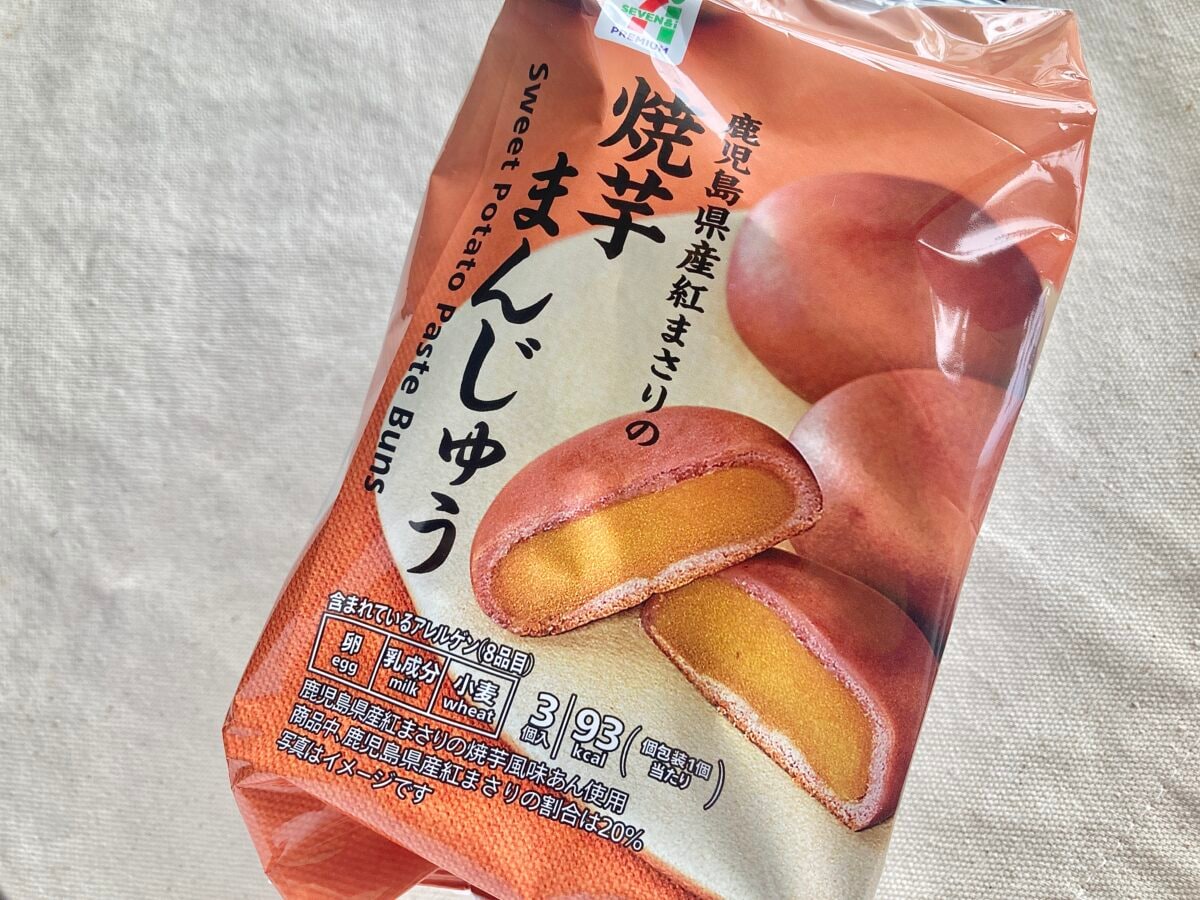 SEVEN&i
PREMIUM
鹿児島県産紅まさりの
焼芋
まんじゅう
Sweet Potato Paste Buns
含まれているアレルゲン(8品目)
卵
egg
乳成分
milk
小麦
wheat
3
個入
93
kcal
(個包装1個
当たり)
鹿児島県産紅まさりの焼芋風味あん使用
商品中、鹿児島県産紅まさりの割合は20%
写真はイメージです